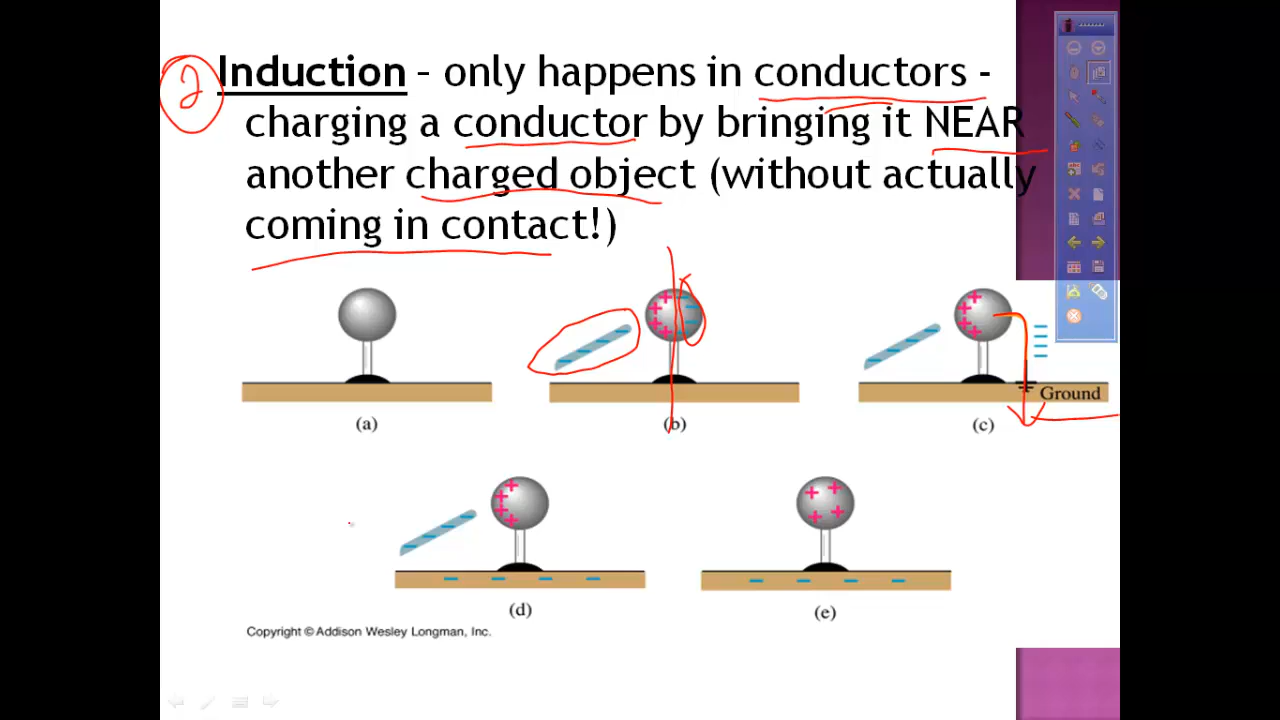 2
Induction - only happens in conductors -
charging a conductor by bringing it NEAR
another charged object (without actually
coming in contact!)
Ground
(a)
(b)
(c)
(d)
(e)
Copyright © Addison Wesley Longman, Inc.